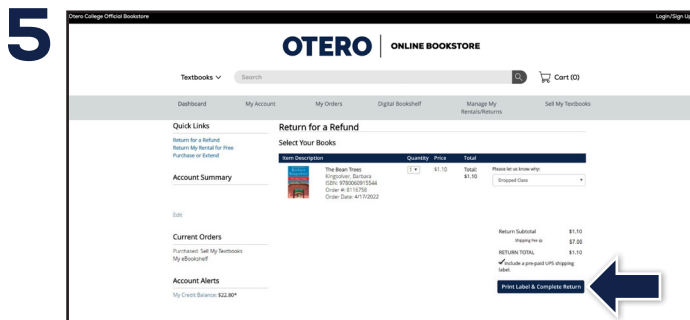 5
Otero College Official Bookstore
Login/Sign Up
OTERO ONLINE BOOKSTORE
Textbooks
Search
Cart (0)
Dashboard
My Account
My Orders
Digital Bookshelf
Manage My
Rentals/Returns
Sell My Textbooks
Quick Links
Return for a Refund
Return My Rental for Free
Purchase or Extend
Account Summary
Edit
Current Orders
Purchased: Sell My Textbooks
My eBookshelf
Account Alerts
My Credit Balance: $22.80*
Return for a Refund
Select Your Books
Item Description Quantity Price Total
The Bean Trees 1 $1.10 Total: Please let us know why:
Kingsolver, Barbara $1.10 Dropped Class
ISBN: 9780060915544
Order #: 8116758
Order Date: 4/17/2022
Return Subtotal $1.10
Shipping Fee $7.00
RETURN TOTAL $1.10
Include a pre-paid UPS shipping
label.
Print Label & Complete Return